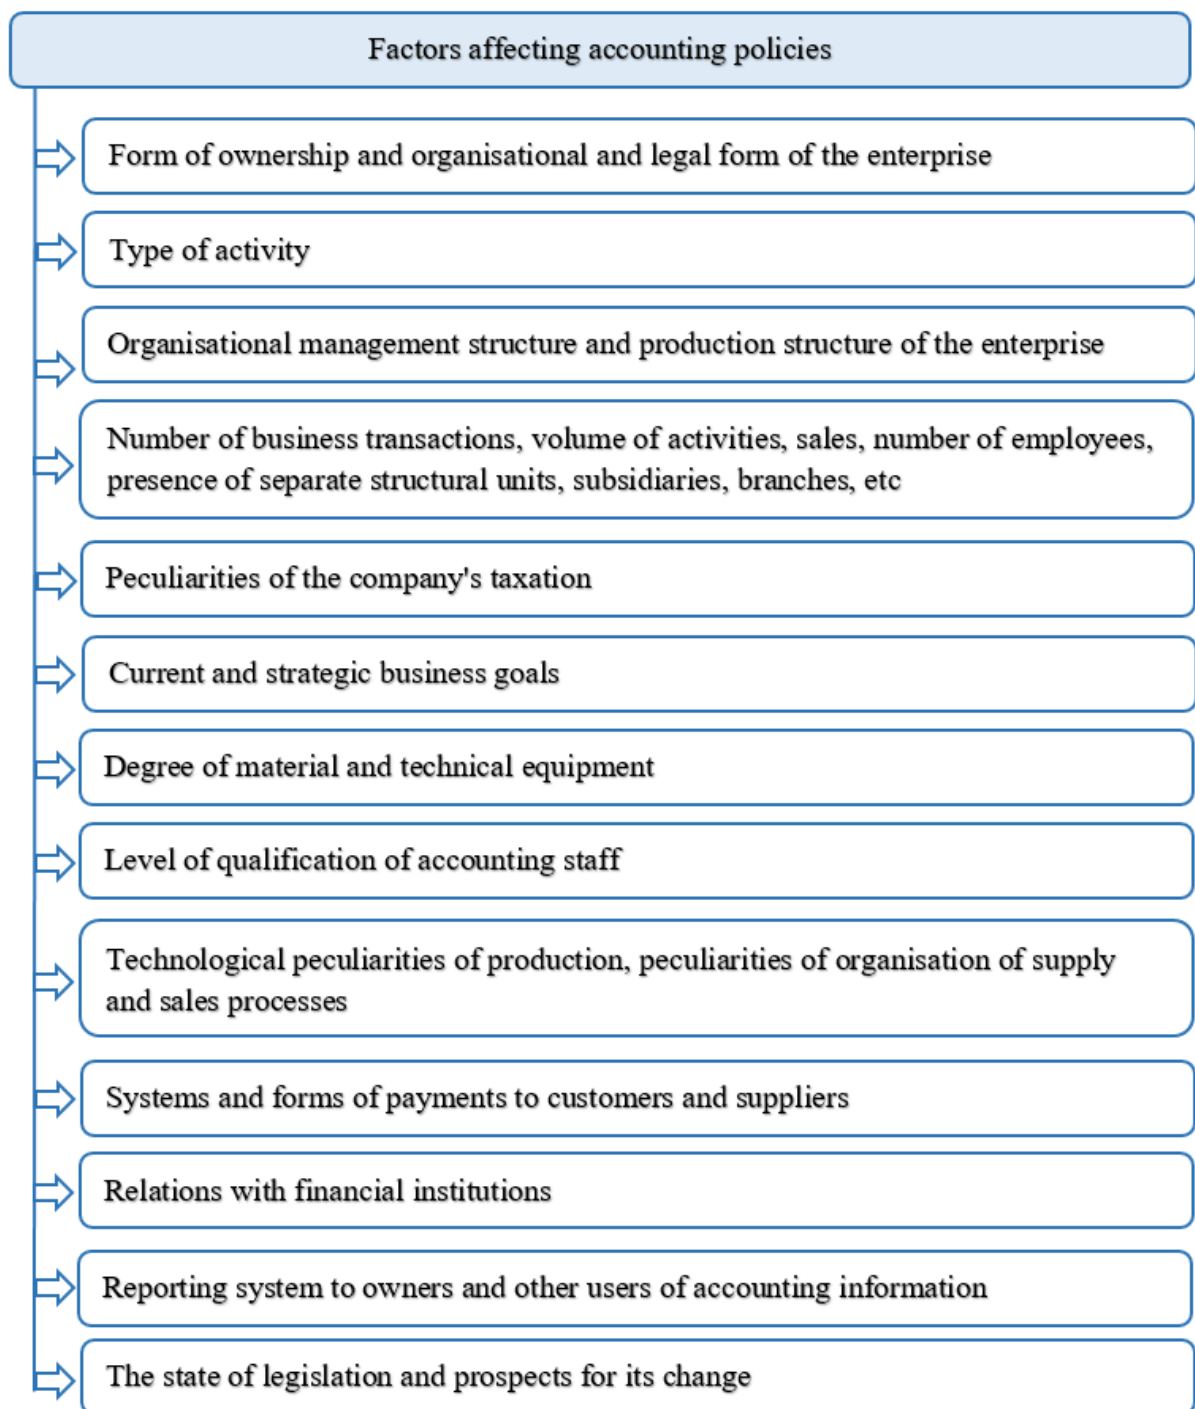 Factors affecting accounting policies
Form of ownership and organisational and legal form of the enterprise
Type of activity
Organisational management structure and production structure of the enterprise
Number of business transactions, volume of activities, sales, number of employees,
presence of separate structural units, subsidiaries, branches, etc
Peculiarities of the company's taxation
Current and strategic business goals
Degree of material and technical equipment
Level of qualification of accounting staff
Technological peculiarities of production, peculiarities of organisation of supply
and sales processes
Systems and forms of payments to customers and suppliers
Relations with financial institutions
Reporting system to owners and other users of accounting information
The state of legislation and prospects for its change